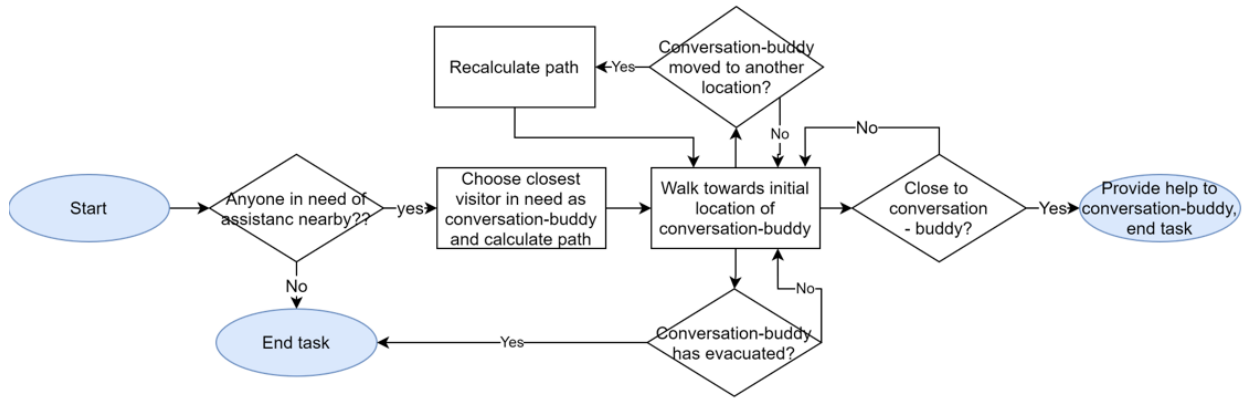 Conversation-buddy
moved to another
location?
Yes
Recalculate path
No
No
Start
Anyone in need of
assistanc nearby??
yes
Choose closest
visitor in need as
conversation-buddy
and calculate path
Walk towards initial
location of
conversation-buddy
Close to
conversation
- buddy?
Yes
Provide help to
conversation-buddy,
end task
No
No
End task
Yes
Conversation-buddy
has evacuated?